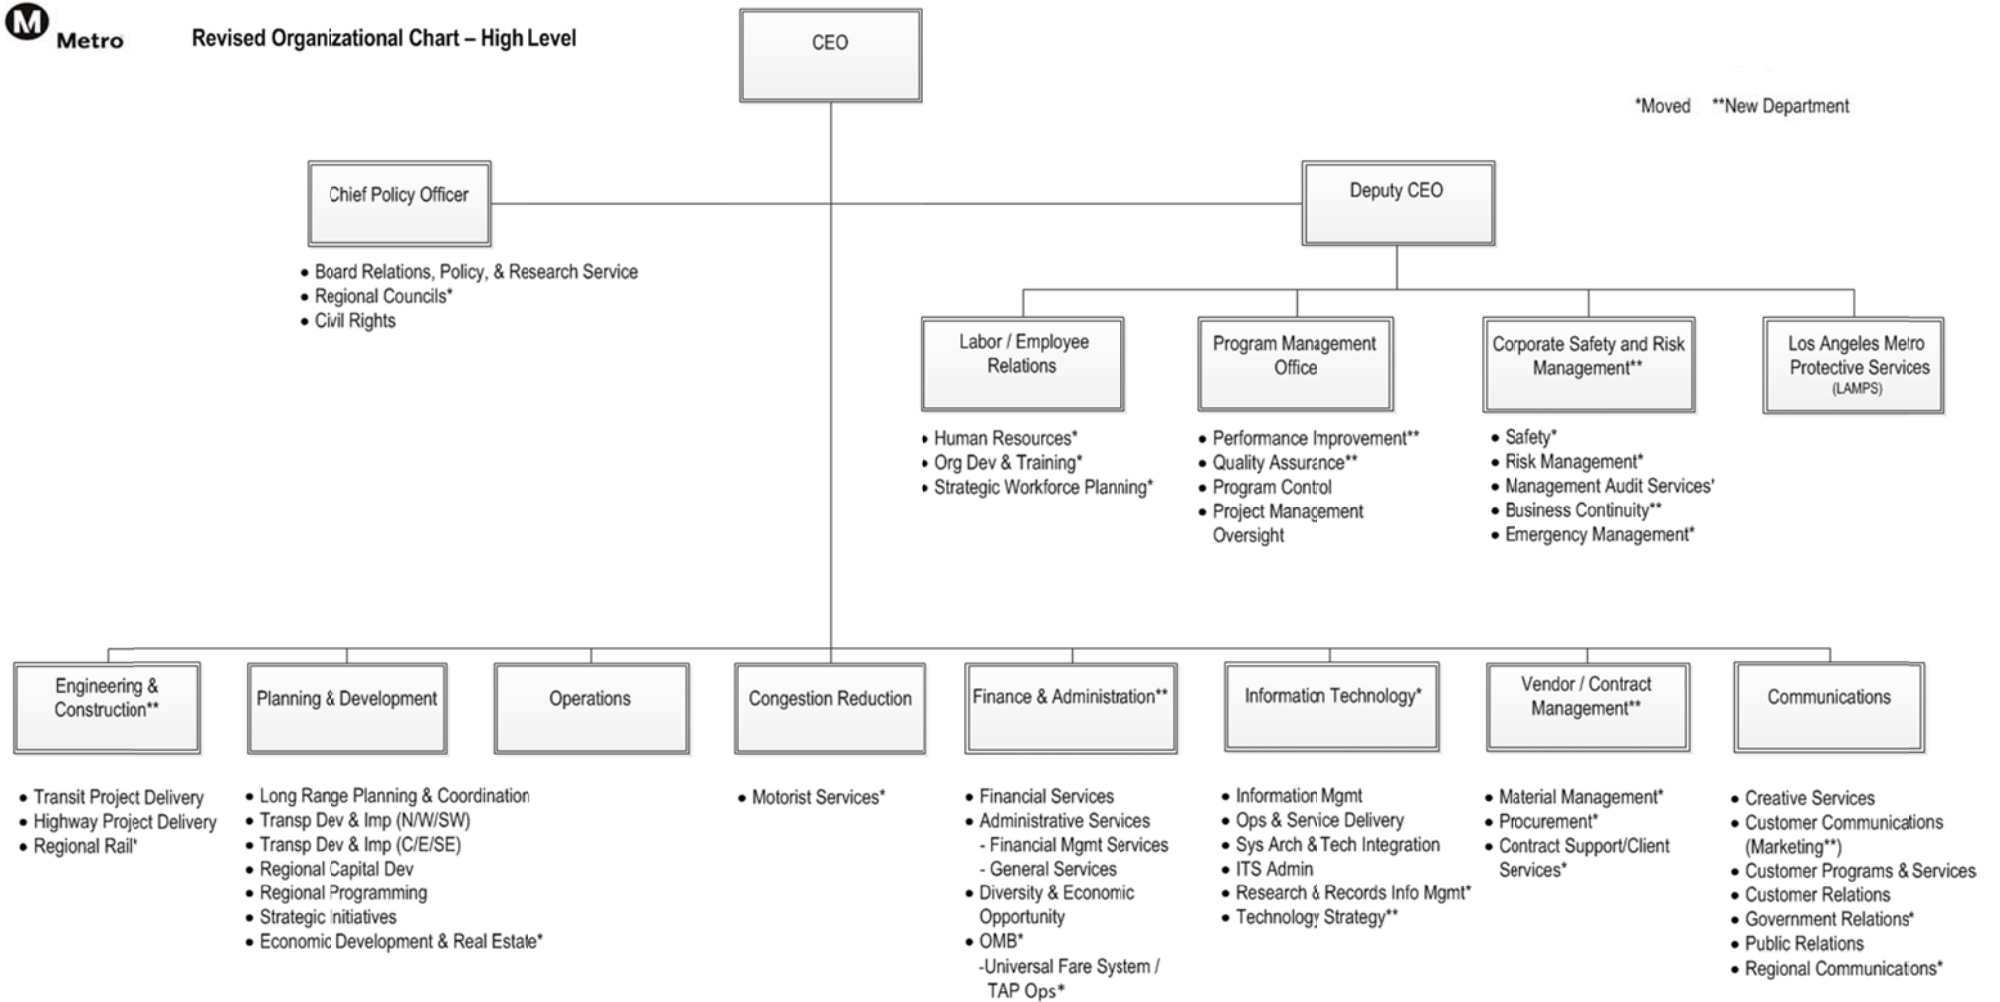 M
Metro
Revised Organizational Chart – High Level
CEO
*Moved **New Department
Chief Policy Officer
Deputy CEO
• Board Relations, Policy, & Research Service
• Regional Councils*
• Civil Rights
Labor / Employee
Relations
• Human Resources*
• Org Dev & Training*
• Strategic Workforce Planning*
Program Management
Office
• Performance Improvement**
• Quality Assurance**
• Program Control
• Project Management
Oversight
Corporate Safety and Risk
Management**
• Safety*
• Risk Management*
• Management Audit Services*
• Business Continuity**
• Emergency Management*
Los Angeles Metro
Protective Services
(LAMPS)
Engineering &
Construction**
• Transit Project Delivery
• Highway Project Delivery
• Regional Rail*
Planning & Development
• Long Range Planning & Coordination
• Transp Dev & Imp (N/W/SW)
• Transp Dev & Imp (C/E/SE)
• Regional Capital Dev
• Regional Programming
• Strategic Initiatives
• Economic Development & Real Estate*
Operations
Congestion Reduction
• Motorist Services*
Finance & Administration**
• Financial Services
• Administrative Services
- Financial Mgmt Services
- General Services
• Diversity & Economic
Opportunity
• OMB*
-Universal Fare System /
TAP Ops*
Information Technology*
• Information Mgmt
• Ops & Service Delivery
• Sys Arch & Tech Integration
• ITS Admin
• Research & Records Info Mgmt*
• Technology Strategy**
Vendor / Contract
Management**
• Material Management*
• Procurement*
• Contract Support/Client
Services*
Communications
• Creative Services
• Customer Communications
(Marketing**)
• Customer Programs & Services
• Customer Relations
• Government Relations*
• Public Relations
• Regional Communications*